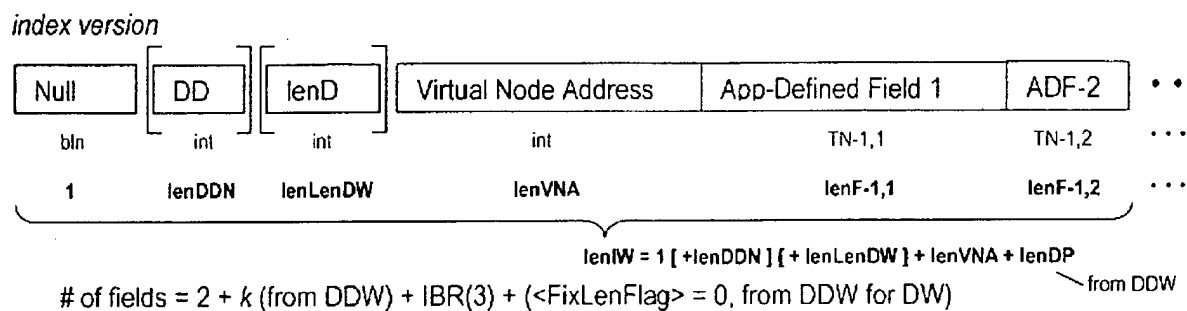 index version
Null DD lenD Virtual Node Address App-Defined Field 1 ADF-2 • •
bln int int int TN-1,1 TN-1,2 • • •
1 lenDDN lenLenDW lenVNA lenF-1,1 lenF-1,2 • • •
lenIW = 1 [ +lenDDN ] [ + lenLenDW ] + lenVNA + lenDP
from DDW
# of fields = 2 + k (from DDW) + IBR(3) + (<FixLenFlag> = 0, from DDW for DW)